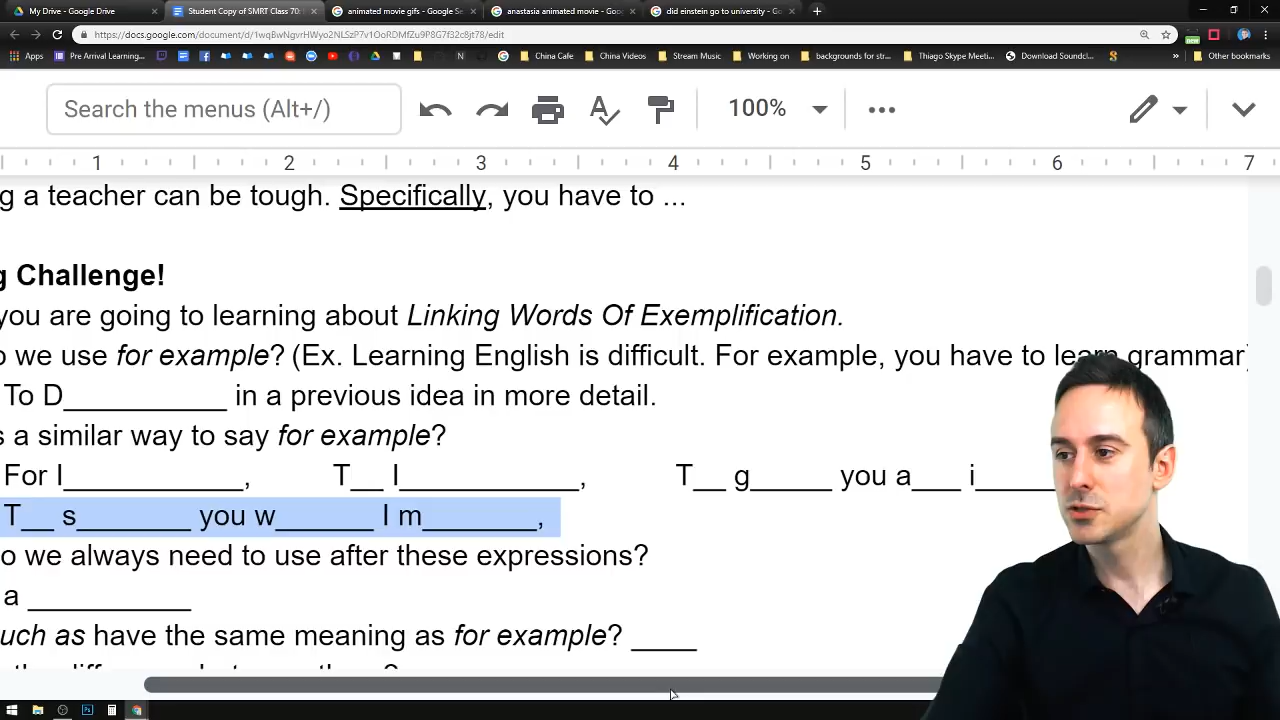 My Drive - Google Drive
Student Copy of SMRT Class 70:
animated movie gifs - Google Se
anastasia animated movie - Goog
did einstein go to university - Go
https://docs.google.com/document/d/1wqBwNgvrHWyo2NLSzP7v1OoRDMfZu9P8G7f32c8jt78/edit
Apps
Pre Arrival Learning...
China Cafe
China Videos
Stream Music
Working on
backgrounds for str...
Thiago Skype Meetin...
Download Soundcl...
Other bookmarks
Search the menus (Alt+/)
100%
1 2 3 4 5 6 7
g a teacher can be tough. Specifically, you have to ...
g Challenge!
you are going to learning about Linking Words Of Exemplification.
o we use for example? (Ex. Learning English is difficult. For example, you have to learn grammar)
To D__________ in a previous idea in more detail.
s a similar way to say for example?
For I___________, T__ I___________, T__ g_____ you a___ i_____
T__ s_______ you w______ I m_______,
o we always need to use after these expressions?
a __________
uch as have the same meaning as for example? ____